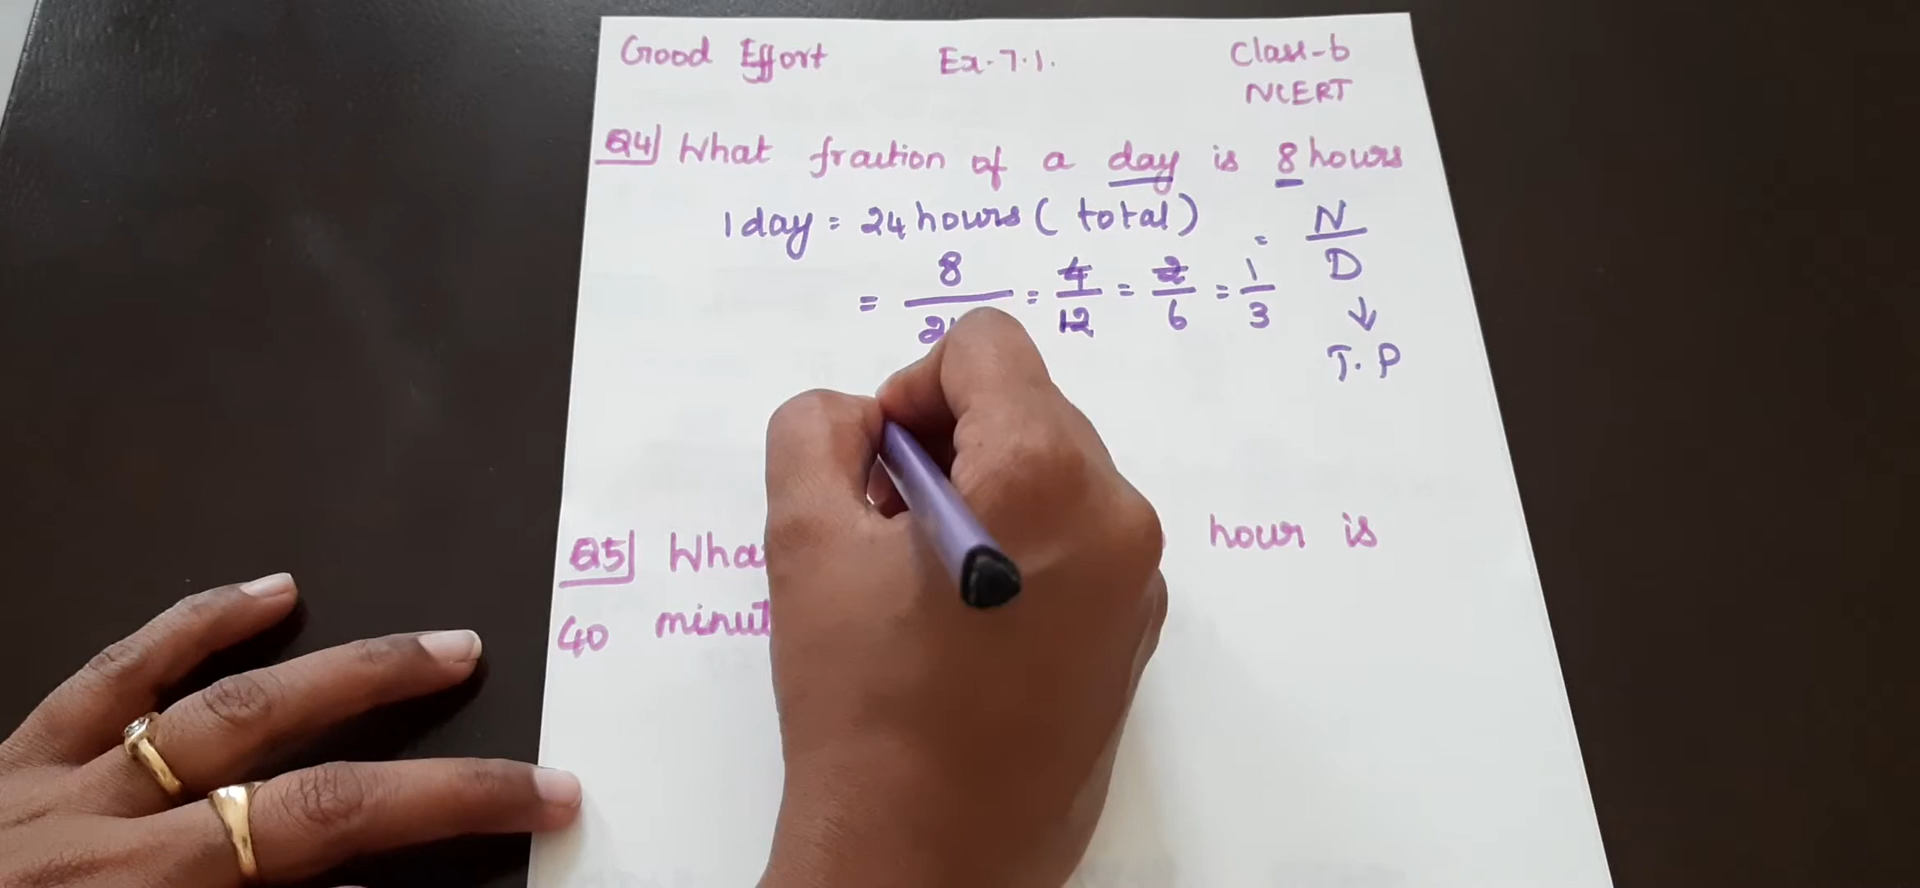 Good Effort Ex.7.1. Class-6
NCERT
Q4 What fraction of a day is 8 hours
1 day = 24 hours ( total ) = N/D
= 8/ = 4/12 = 2/6 = 1/3 ↓
T. P
Q5 hour is
40